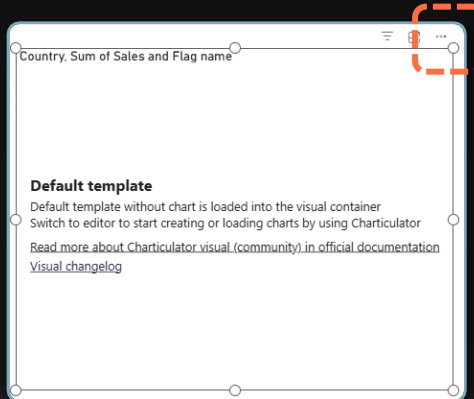 Country, Sum of Sales and Flag name
Default template
Default template without chart is loaded into the visual container
Switch to editor to start creating or loading charts by using Charticulator
Read more about Charticulator visual (community) in official documentation
Visual changelog